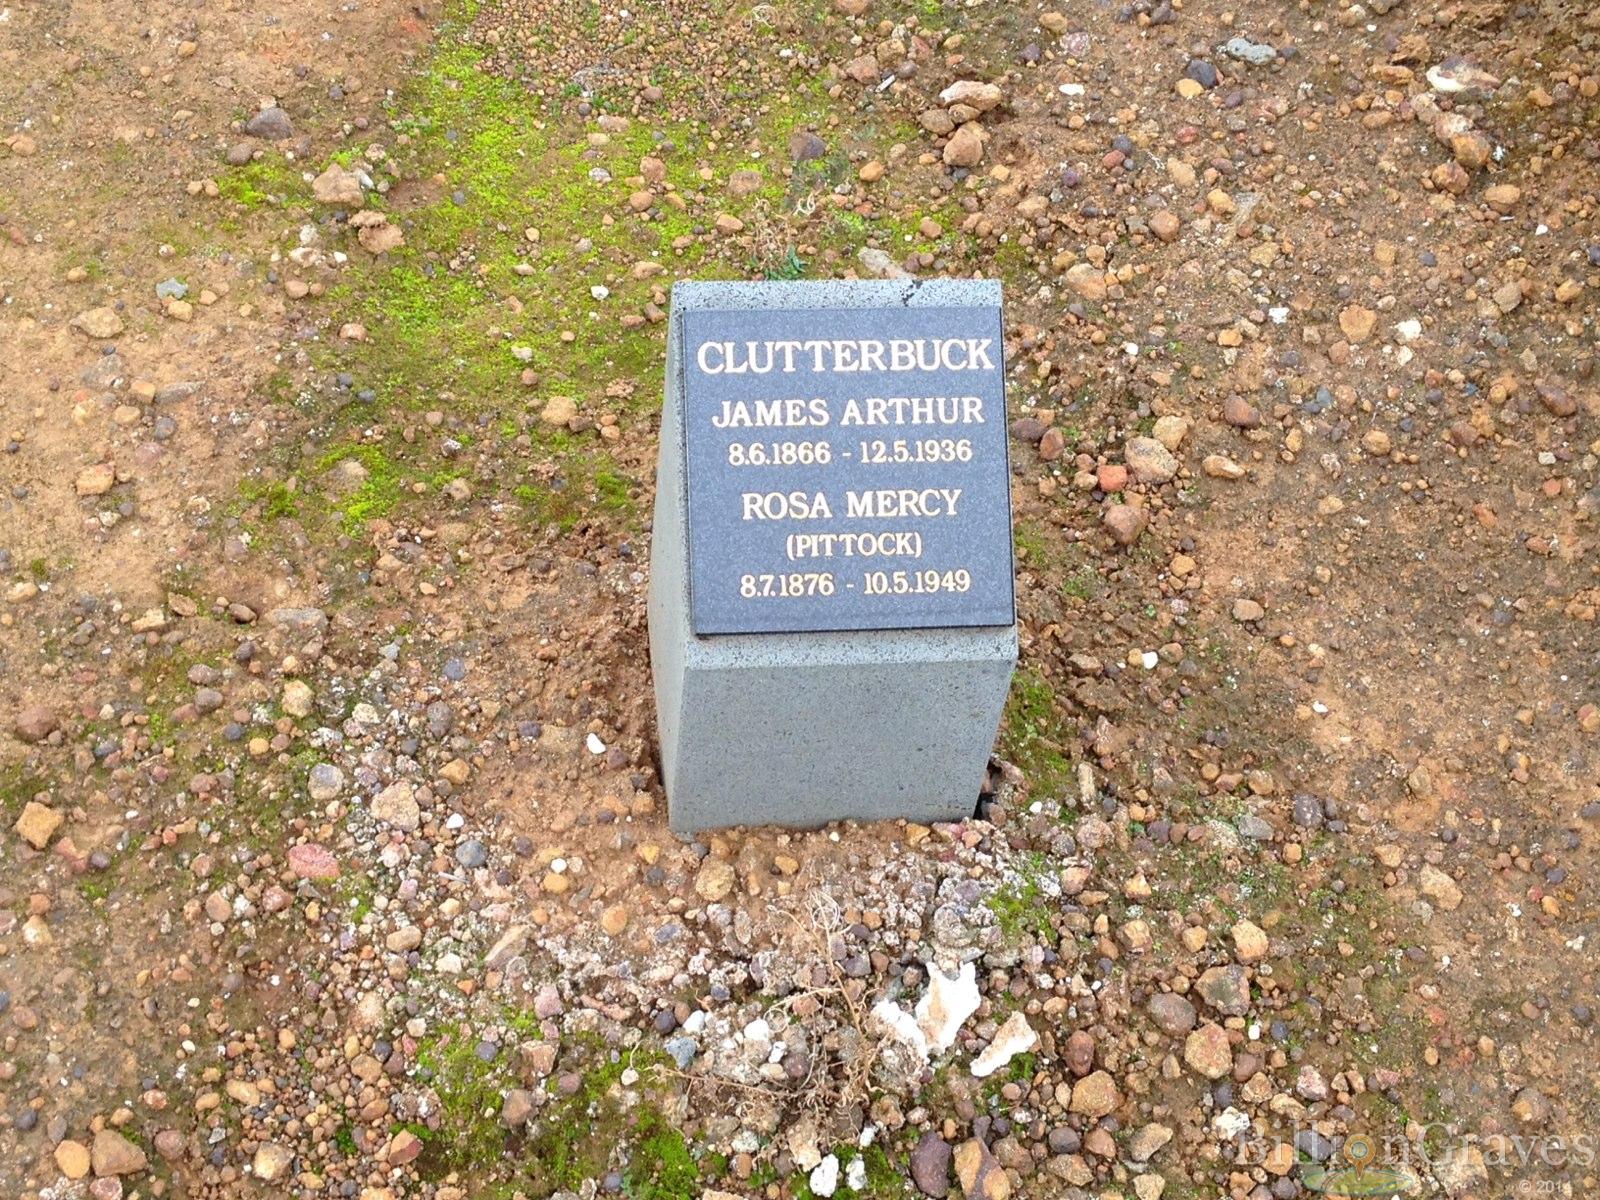 CLUTTERBUCK
JAMES ARTHUR
8.6.1866 - 12.5.1936
ROSA MERCY
(PITTOCK)
8.7.1876 - 10.5.1949
BillionGraves